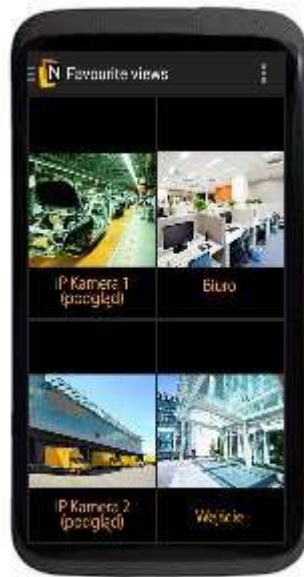 N Favourite views
IP Kamera 1
(podgląd)
Biuro
IP Kamera 2
(podgląd)
Wejście